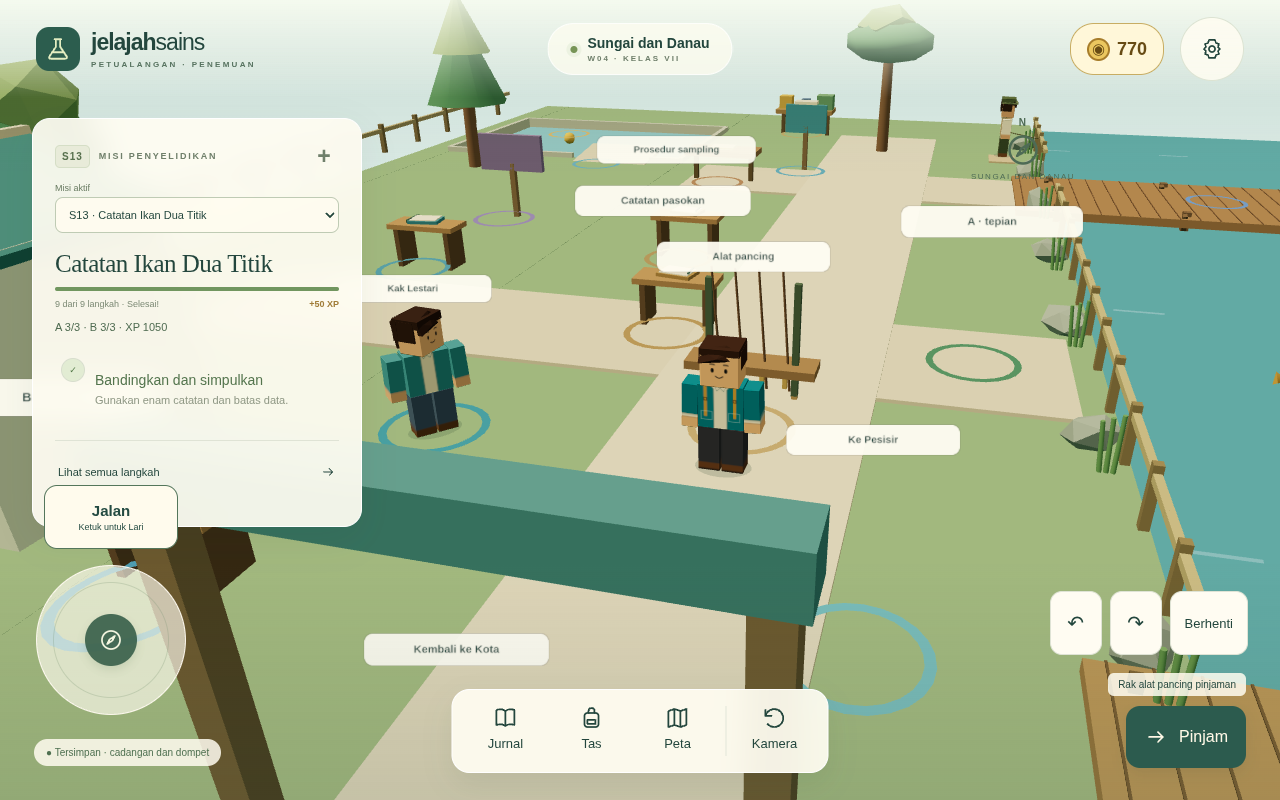 jelajahsains
PETUALANGAN · PENEMUAN
Sungai dan Danau
W04 · KELAS VII
770
S13 MISI PENYELIDIKAN +
Misi aktif
S13 · Catatan Ikan Dua Titik
Catatan Ikan Dua Titik
9 dari 9 langkah · Selesai! +50 XP
A 3/3 · B 3/3 · XP 1050
✓ Bandingkan dan simpulkan
Gunakan enam catatan dan batas data.
Lihat semua langkah →
Jalan
Ketuk untuk Lari
Prosedur sampling
Catatan pasokan
Alat pancing
Kak Lestari
N
SUNGAI DAN DANAU
A · tepian
B
Ke Pesisir
Kembali ke Kota
↶ ↷ Berhenti
Rak alat pancing pinjaman
→ Pinjam
Jurnal Tas Peta Kamera
● Tersimpan · cadangan dan dompet